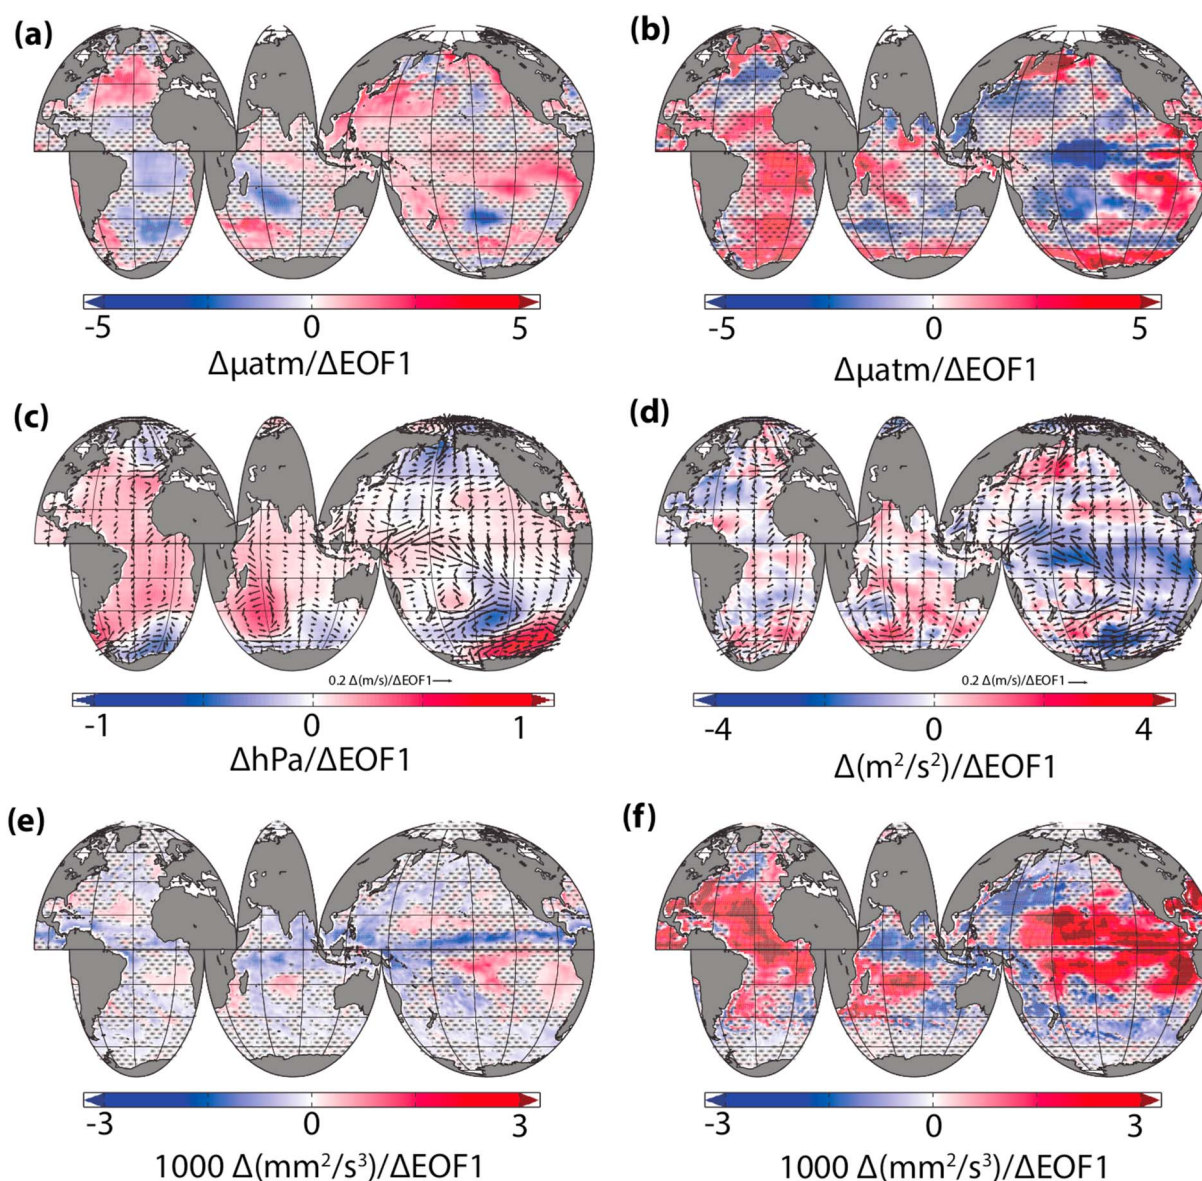 (a)
(b)
-5 0 5
Δμatm/ΔEOF1
-5 0 5
Δμatm/ΔEOF1
(c)
(d)
0.2 Δ(m/s)/ΔEOF1
-1 0 1
ΔhPa/ΔEOF1
0.2 Δ(m/s)/ΔEOF1
-4 0 4
Δ(m²/s²)/ΔEOF1
(e)
(f)
-3 0 3
1000 Δ(mm²/s³)/ΔEOF1
-3 0 3
1000 Δ(mm²/s³)/ΔEOF1